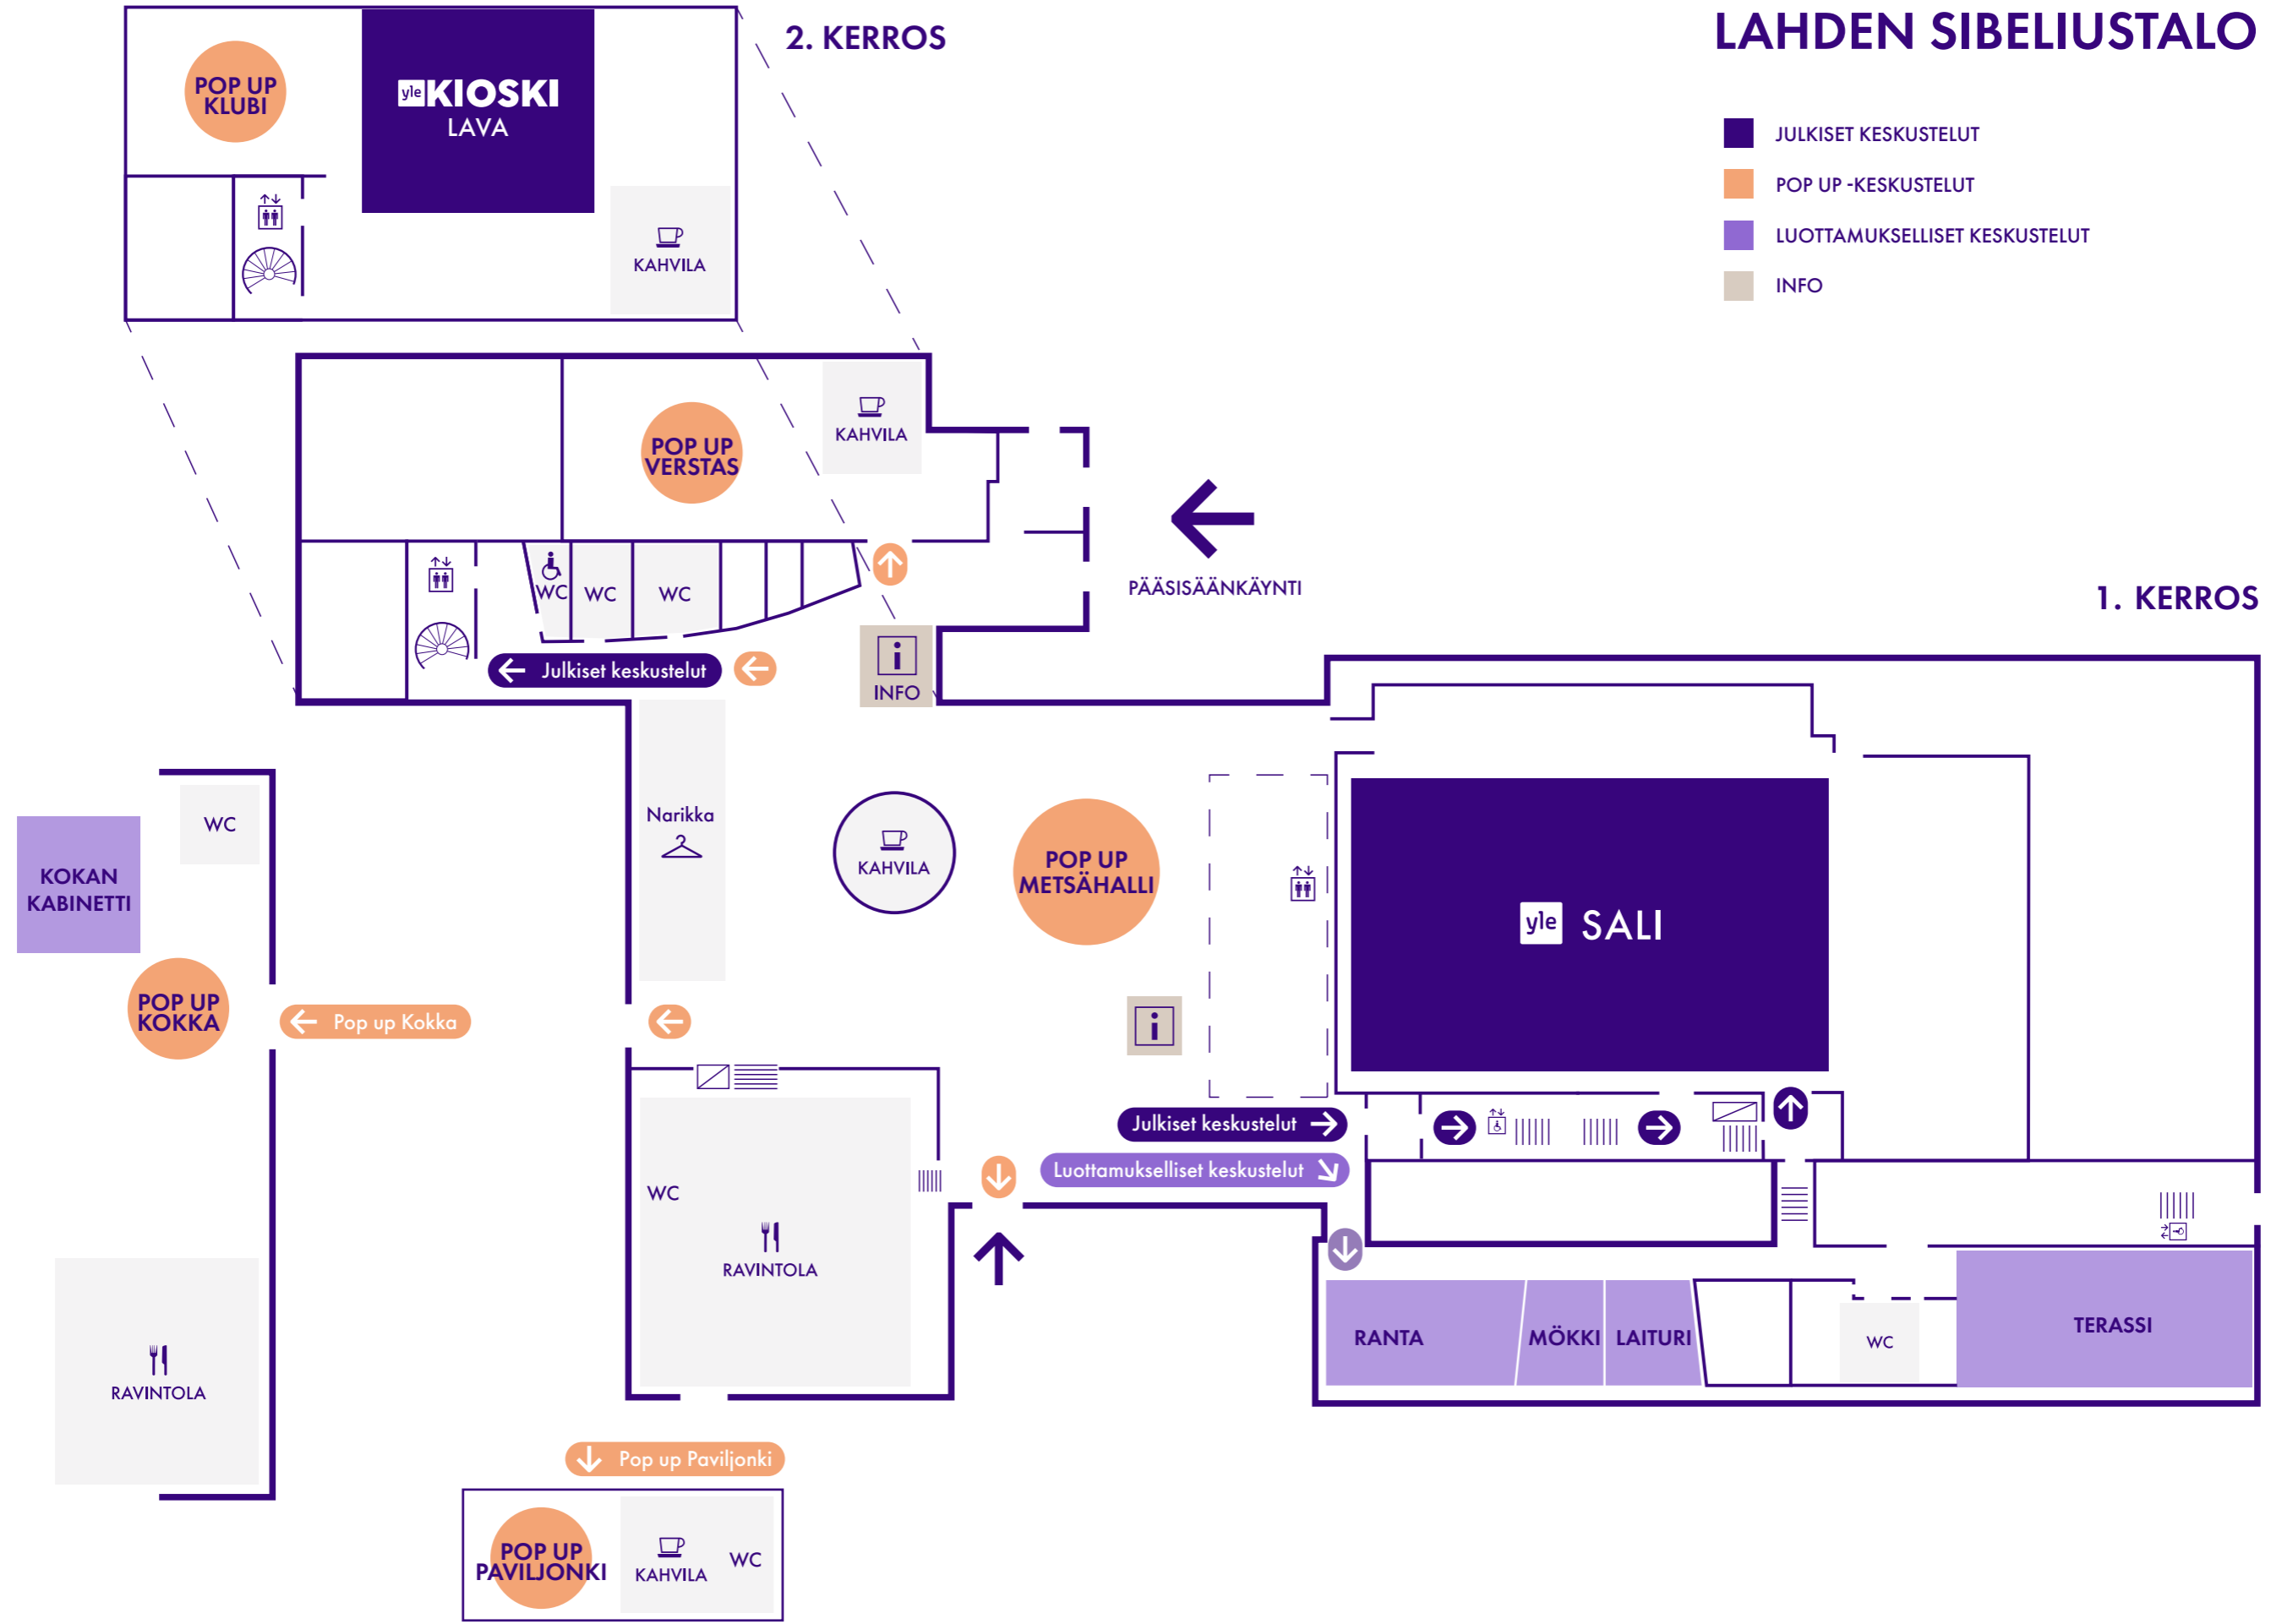 LAHDEN SIBELIUSTALO
JULKISET KESKUSTELUT
POP UP -KESKUSTELUT
LUOTTAMUKSELLISET KESKUSTELUT
INFO
2. KERROS
POP UP
KLUBI
yle KIOSKI
LAVA
KAHVILA
POP UP
VERSTAS
KAHVILA
PÄÄSISÄÄNKÄYNTI
1. KERROS
WC
WC
WC
Julkiset keskustelut
i
INFO
Narikka
KAHVILA
POP UP
METSÄHALLI
yle SALI
WC
KOKAN
KABINETTI
POP UP
KOKKA
Pop up Kokka
i
Julkiset keskustelut
Luottamukselliset keskustelut
WC
RAVINTOLA
RAVINTOLA
RANTA
MÖKKI
LAITURI
WC
TERASSI
Pop up Paviljonki
POP UP
PAVILJONKI
KAHVILA
WC